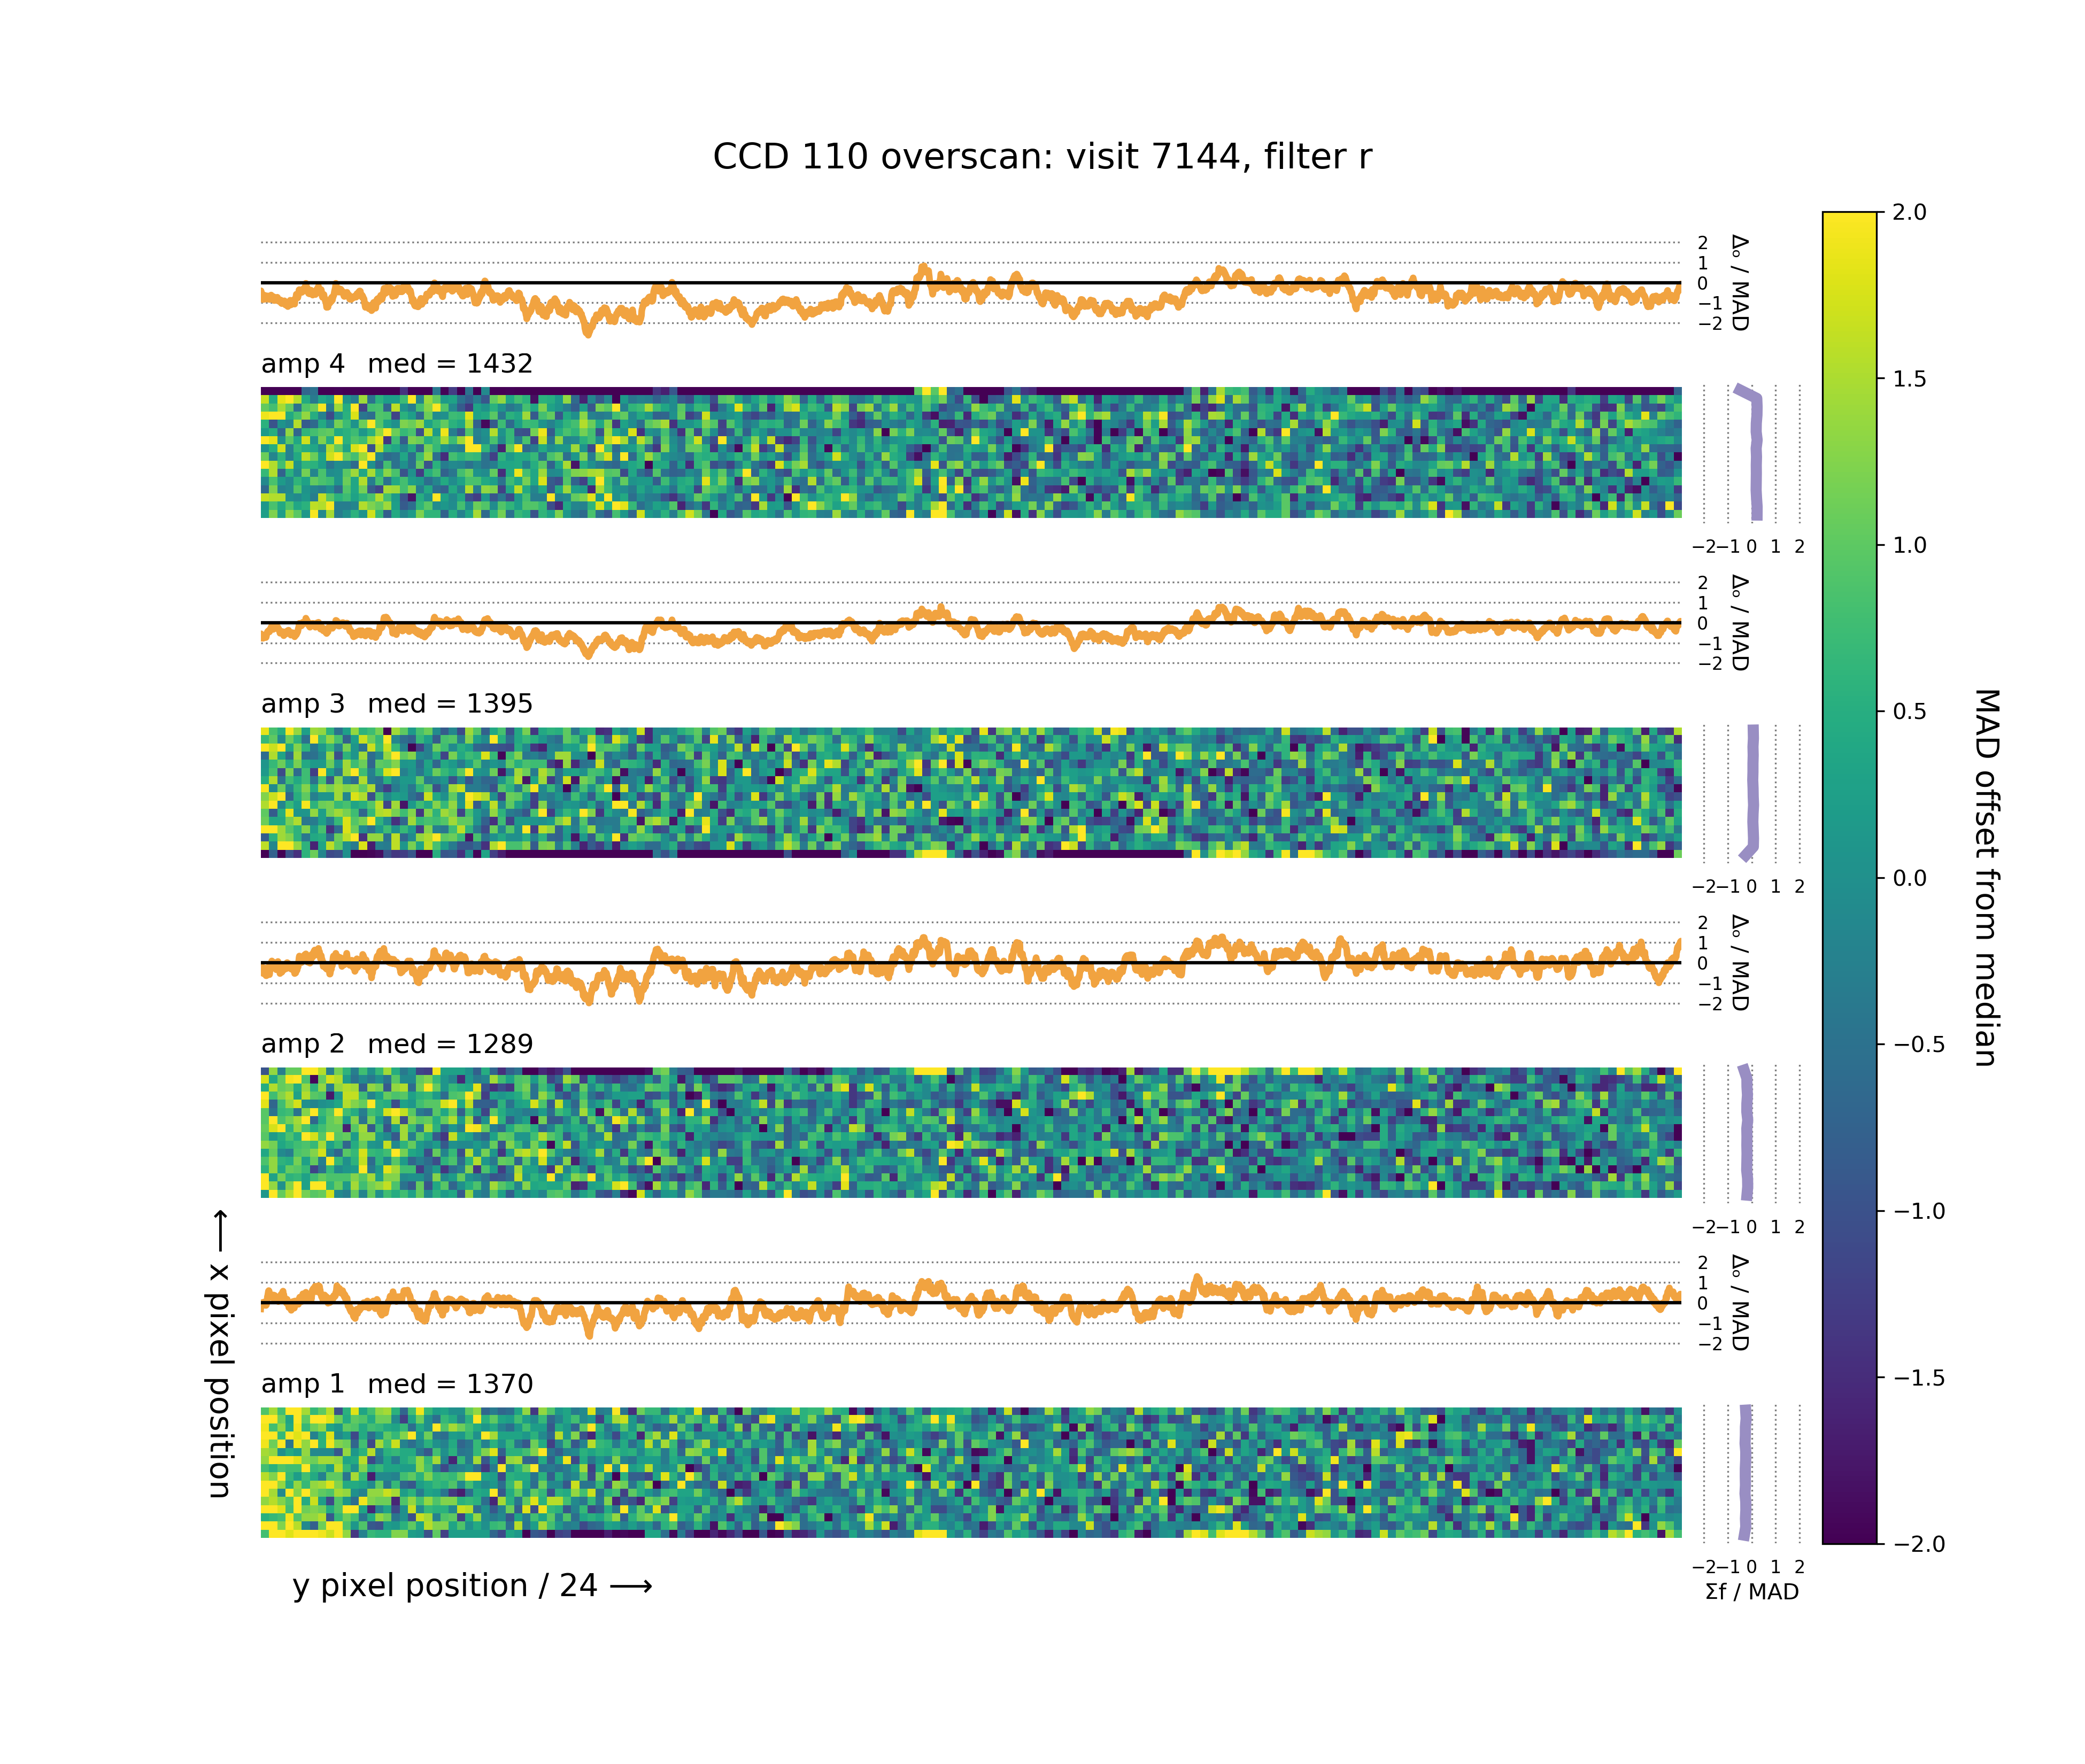 CCD 110 overscan: visit 7144, filter r
2
1
0
−1
−2
Δₒ / MAD
amp 4 med = 1432
−2 −1 0 1 2
2
1
0
−1
−2
Δₒ / MAD
amp 3 med = 1395
−2 −1 0 1 2
2
1
0
−1
−2
Δₒ / MAD
amp 2 med = 1289
−2 −1 0 1 2
2
1
0
−1
−2
Δₒ / MAD
amp 1 med = 1370
−2 −1 0 1 2
Σf / MAD
y pixel position / 24 ⟶
⟵ x pixel position
2.0
1.5
1.0
0.5
0.0
−0.5
−1.0
−1.5
−2.0
MAD offset from median